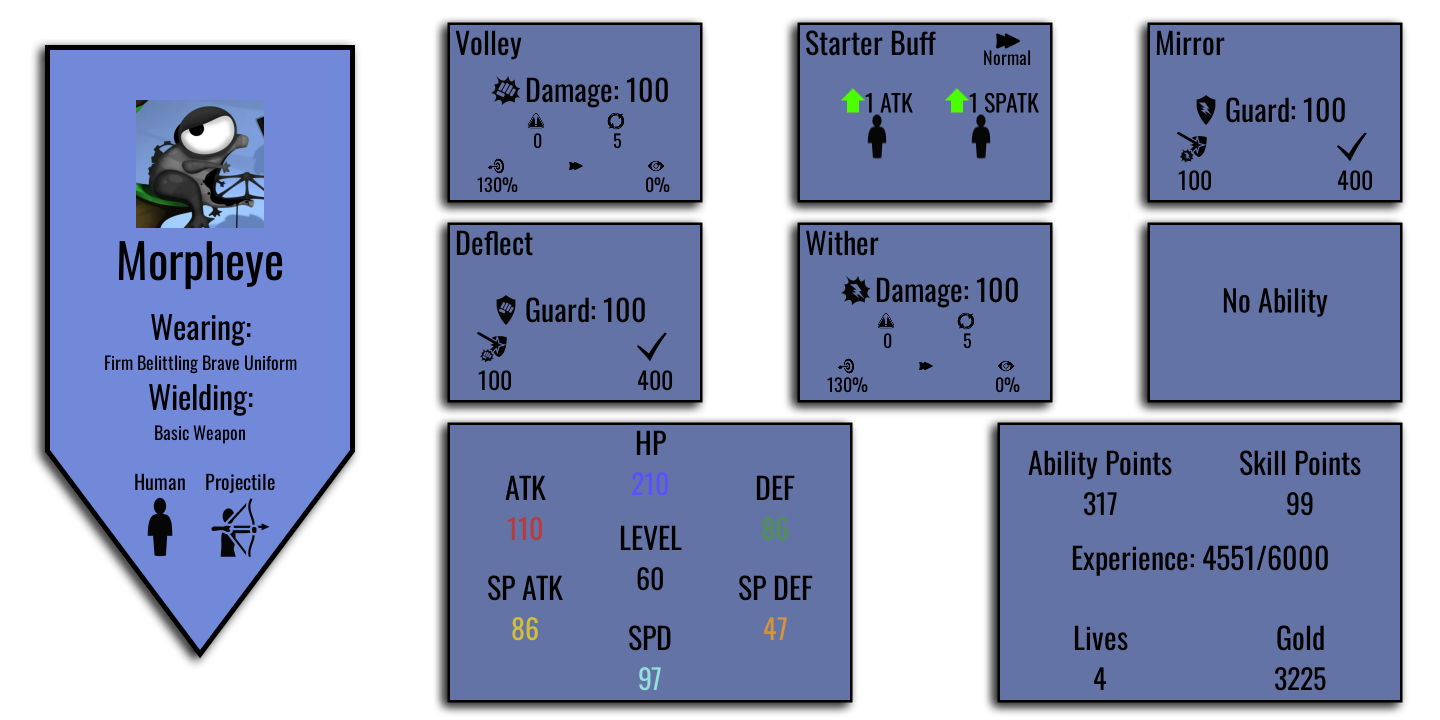 Morpheye
Wearing:
Firm Belittling Brave Uniform
Wielding:
Basic Weapon
Human Projectile
Volley
Damage: 100
0 5
130% 0%
Starter Buff
Normal
1 ATK 1 SPATK
Mirror
Guard: 100
100 400
Deflect
Guard: 100
100 400
Wither
Damage: 100
0 5
130% 0%
No Ability
HP
210
ATK
110
DEF
86
LEVEL
60
SP ATK
86
SP DEF
47
SPD
97
Ability Points
317
Skill Points
99
Experience: 4551/6000
Lives
4
Gold
3225